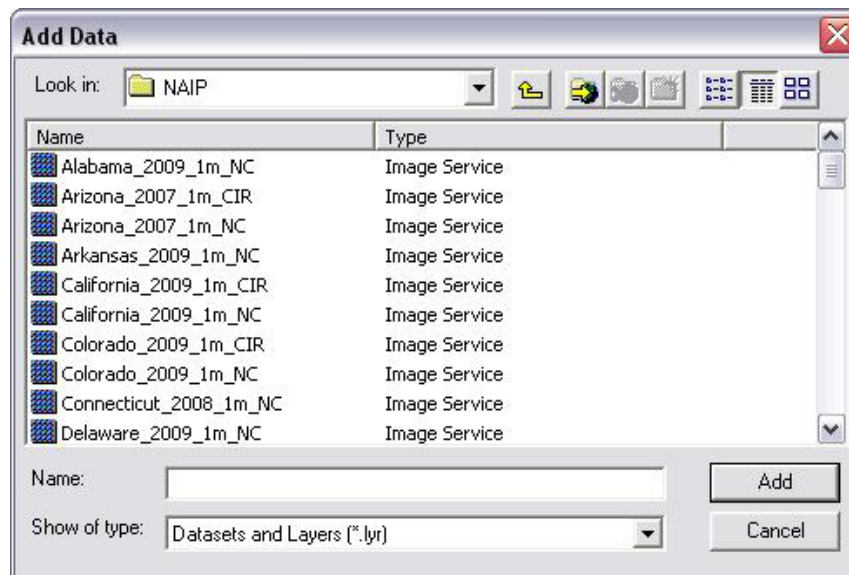 Add Data
Look in: NAIP
Name Type
Alabama_2009_1m_NC Image Service
Arizona_2007_1m_CIR Image Service
Arizona_2007_1m_NC Image Service
Arkansas_2009_1m_NC Image Service
California_2009_1m_CIR Image Service
California_2009_1m_NC Image Service
Colorado_2009_1m_CIR Image Service
Colorado_2009_1m_NC Image Service
Connecticut_2008_1m_NC Image Service
Delaware_2009_1m_NC Image Service
Name: Add
Show of type: Datasets and Layers (*.lyr) Cancel